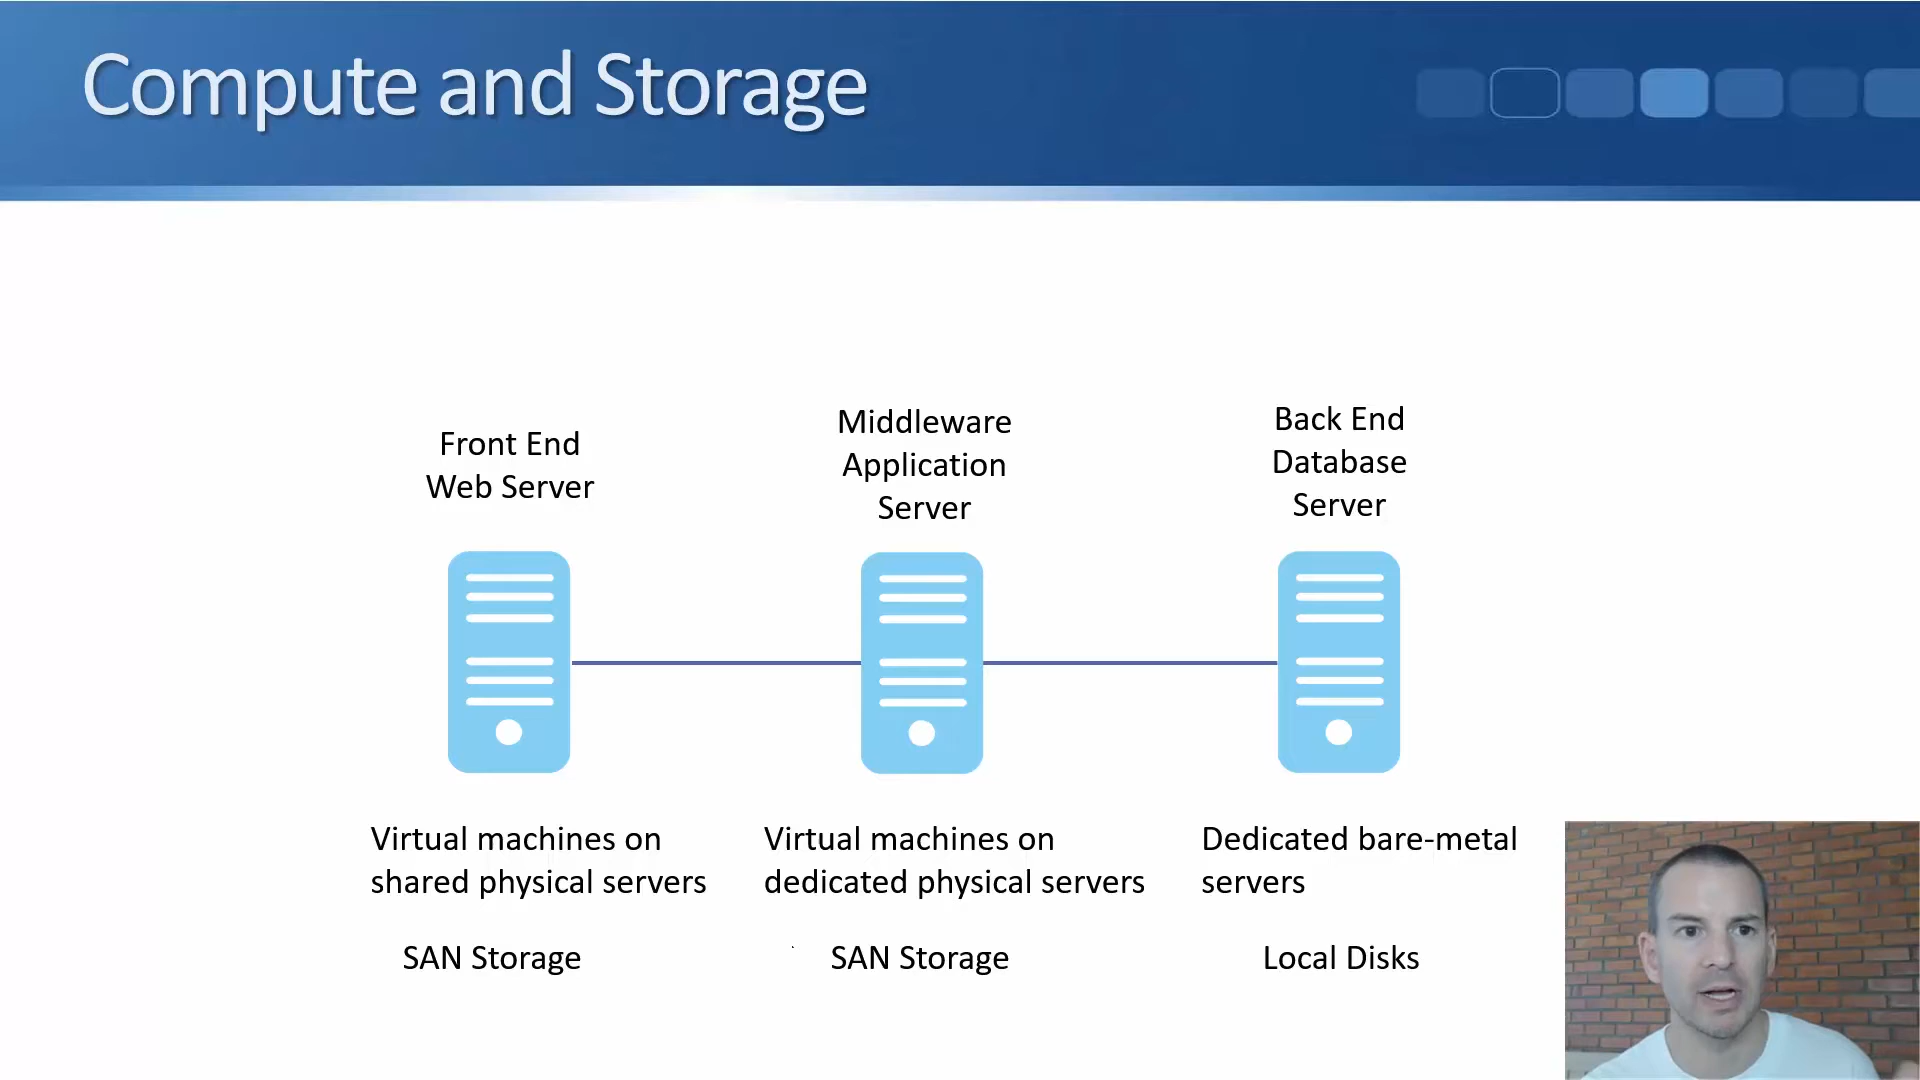 Compute and Storage
Front End
Web Server
Middleware
Application
Server
Back End
Database
Server
Virtual machines on
shared physical servers
Virtual machines on
dedicated physical servers
Dedicated bare-metal
servers
SAN Storage
SAN Storage
Local Disks